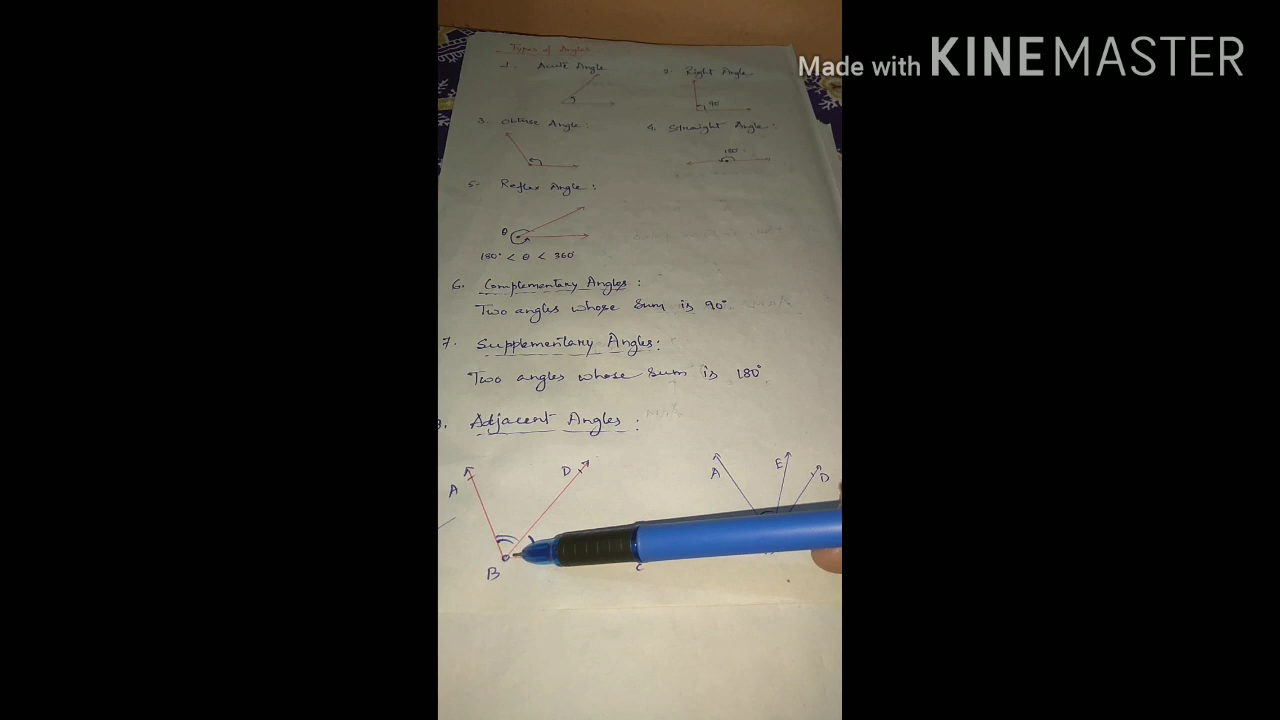 Made with KINEMASTER
Types of Angles
1. Acute Angle
2. Right Angle
90
3. Obtuse Angle:
4. Straight Angle:
180
5. Reflex Angle:
θ
180° < θ < 360
6. Complementary Angles:
Two angles whose sum is 90°
7. Supplementary Angles:
Two angles whose sum is 180°
Adjacent Angles:
A D
B
C
A E D